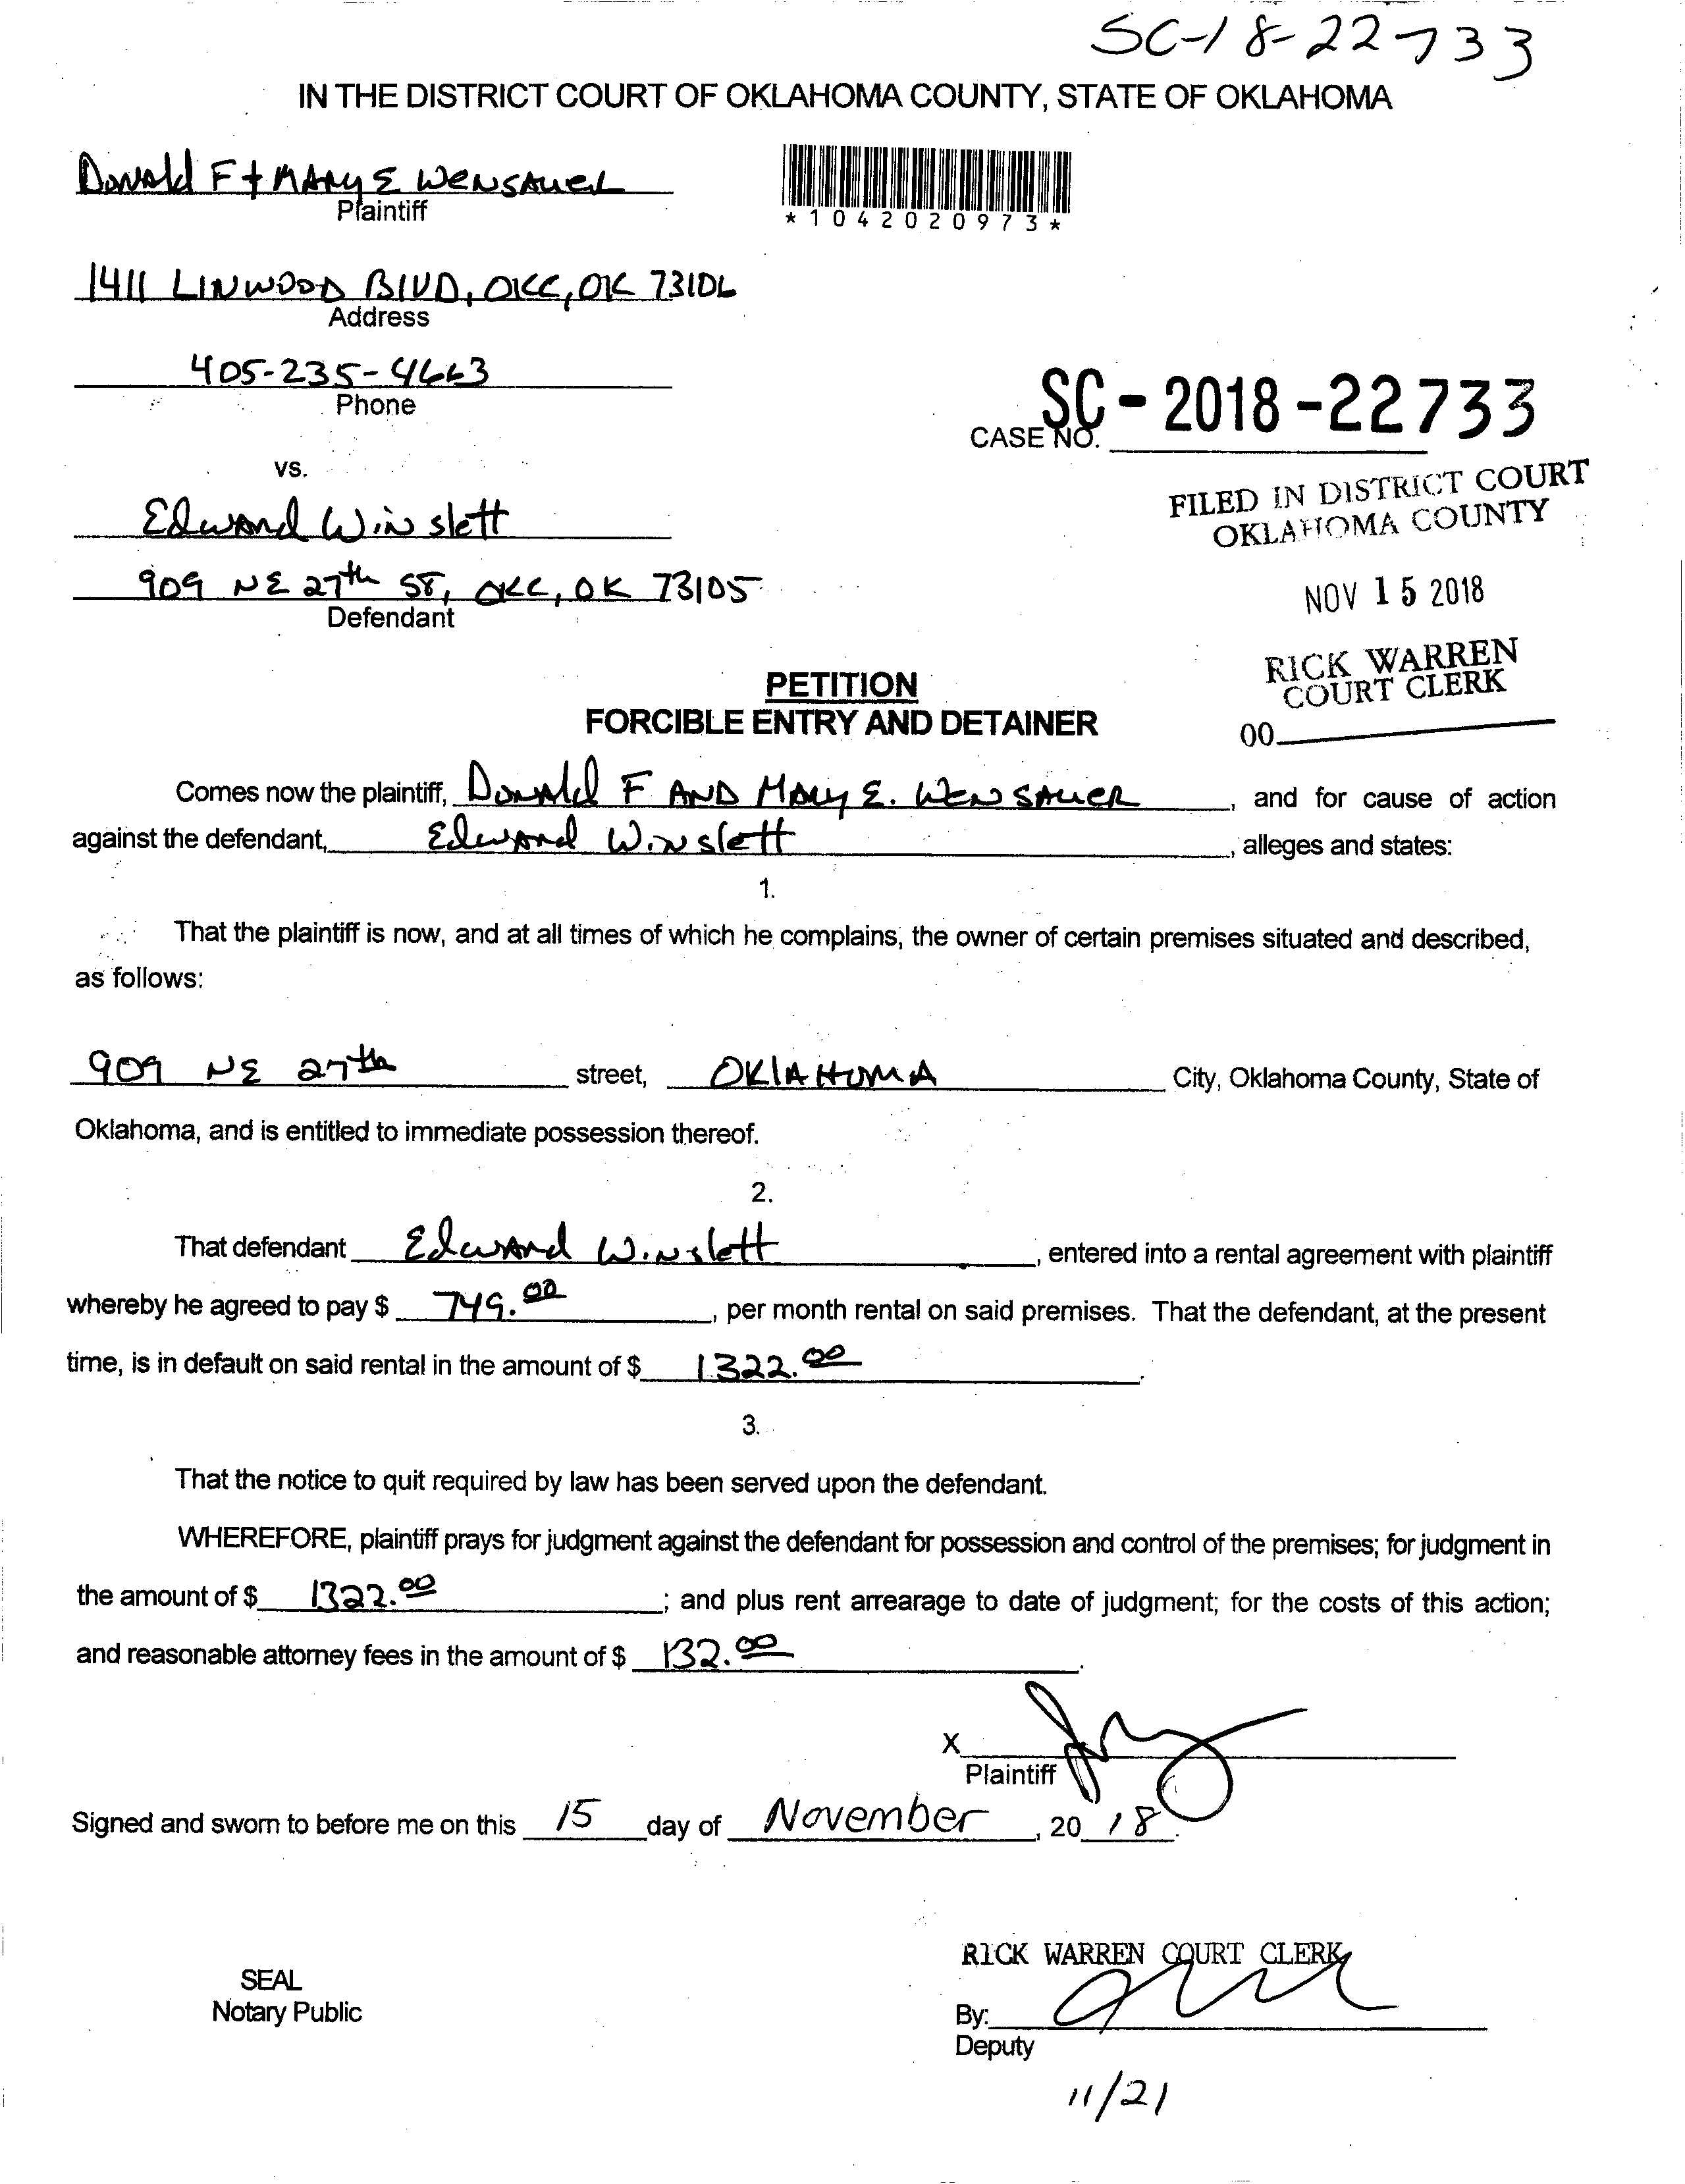 SC-18-22733
IN THE DISTRICT COURT OF OKLAHOMA COUNTY, STATE OF OKLAHOMA
Donald F + MARY E WENSAUER
Plaintiff
*1042020973*
1411 LINWOOD BlVD, OKC, OK 73106
Address
405-235-4663
Phone
SC-2018-22733
CASE NO.
vs.
FILED IN DISTRICT COURT
OKLAHOMA COUNTY
Edward Winslett
909 NE 27th ST, OKC, OK 73105
Defendant
NOV 15 2018
RICK WARREN
COURT CLERK
00
PETITION
FORCIBLE ENTRY AND DETAINER
Comes now the plaintiff, Donald F AND Mary E. WENSAUER, and for cause of action
against the defendant, Edward Winslett, alleges and states:
1.
That the plaintiff is now, and at all times of which he complains, the owner of certain premises situated and described,
as follows:
909 NE 27th street, OKlAHOMA City, Oklahoma County, State of
Oklahoma, and is entitled to immediate possession thereof.
2.
That defendant Edward Winslett, entered into a rental agreement with plaintiff
whereby he agreed to pay $ 749.00, per month rental on said premises. That the defendant, at the present
time, is in default on said rental in the amount of $ 1322.00.
3.
That the notice to quit required by law has been served upon the defendant.
WHEREFORE, plaintiff prays for judgment against the defendant for possession and control of the premises; for judgment in
the amount of $ 1322.00; and plus rent arrearage to date of judgment; for the costs of this action;
and reasonable attorney fees in the amount of $ 132.00.
X
Plaintiff
Signed and sworn to before me on this 15 day of November, 2018.
RICK WARREN COURT CLERK
SEAL
Notary Public
By:
Deputy
11/21